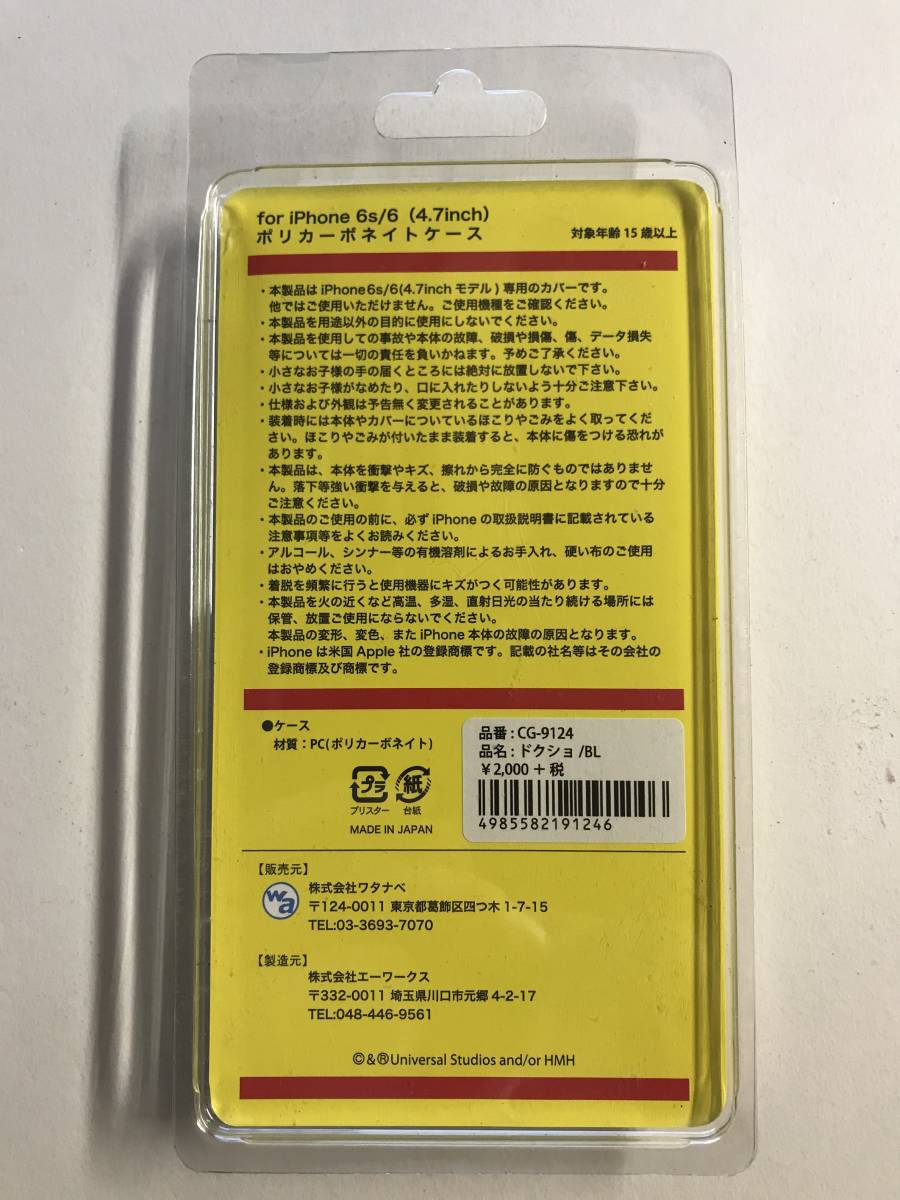 for iPhone 6s/6（4.7inch）
ポリカーボネイトケース
対象年齢 15 歳以上
・本製品は iPhone6s/6(4.7inch モデル ) 専用のカバーです。
他ではご使用いただけません。ご使用機種をご確認ください。
・本製品を用途以外の目的に使用にしないでください。
・本製品を使用しての事故や本体の故障、破損や損傷、傷、データ損失
等については一切の責任を負いかねます。予めご了承ください。
・小さなお子様の手の届くところには絶対に放置しないで下さい。
・小さなお子様がなめたり、口に入れたりしないよう十分ご注意下さい。
・仕様および外観は予告無く変更されることがあります。
・装着時には本体やカバーについているほこりやごみをよく取ってくだ
さい。ほこりやごみが付いたまま装着すると、本体に傷をつける恐れが
あります。
・本製品は、本体を衝撃やキズ、擦れから完全に防ぐものではありませ
ん。落下等強い衝撃を与えると、破損や故障の原因となりますので十分
ご注意ください。
・本製品のご使用の前に、必ず iPhone の取扱説明書に記載されている
注意事項等をよくお読みください。
・アルコール、シンナー等の有機溶剤によるお手入れ、硬い布のご使用
はおやめください。
・着脱を頻繁に行うと使用機器にキズがつく可能性があります。
・本製品を火の近くなど高温、多湿、直射日光の当たり続ける場所には
保管、放置ご使用にならないでください。
本製品の変形、変色、また iPhone 本体の故障の原因となります。
・iPhone は米国 Apple 社の登録商標です。記載の社名等はその会社の
登録商標及び商標です。
●ケース
材質：PC(ポリカーボネイト)
プラ
紙
ブリスター
台紙
MADE IN JAPAN
品番 : CG-9124
品名 : ドクショ /BL
￥2,000 + 税
4985582191246
【販売元】
wa
株式会社ワタナベ
〒124-0011 東京都葛飾区四つ木 1-7-15
TEL:03-3693-7070
【製造元】
株式会社エーワークス
〒332-0011 埼玉県川口市元郷 4-2-17
TEL:048-446-9561
©&®Universal Studios and/or HMH